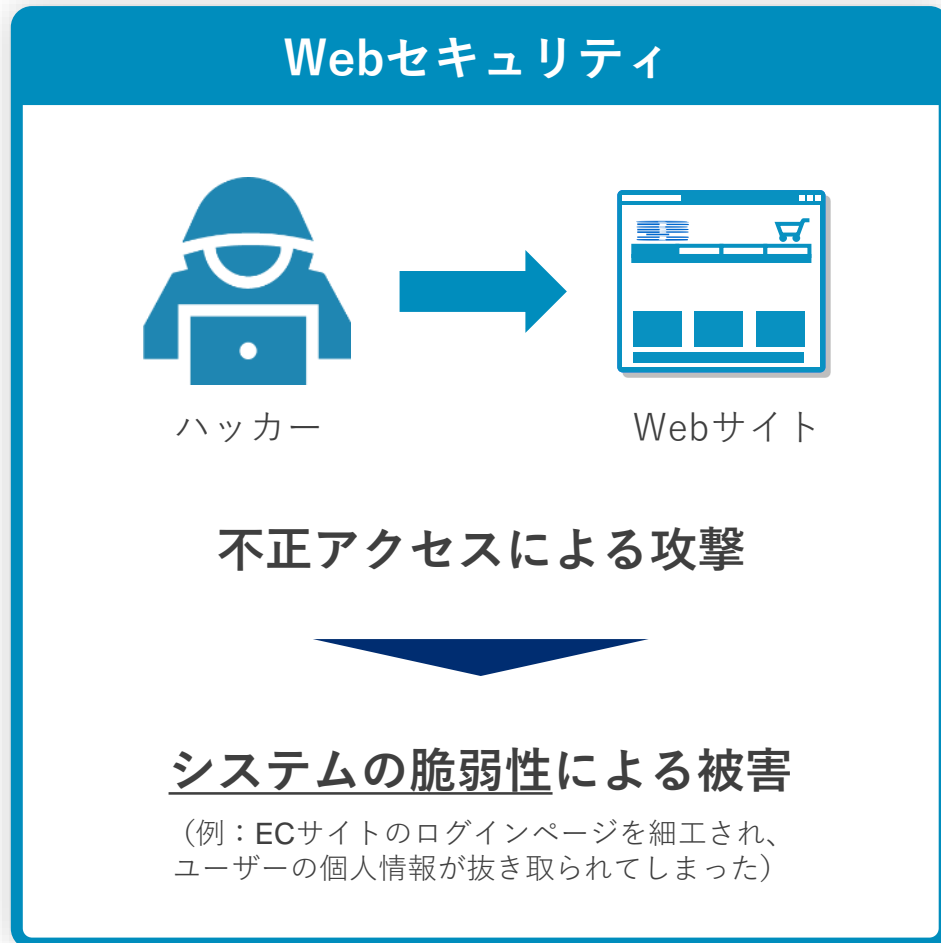 Webセキュリティ
ハッカー
Webサイト
不正アクセスによる攻撃
システムの脆弱性による被害
（例：ECサイトのログインページを細工され、
ユーザーの個人情報が抜き取られてしまった）